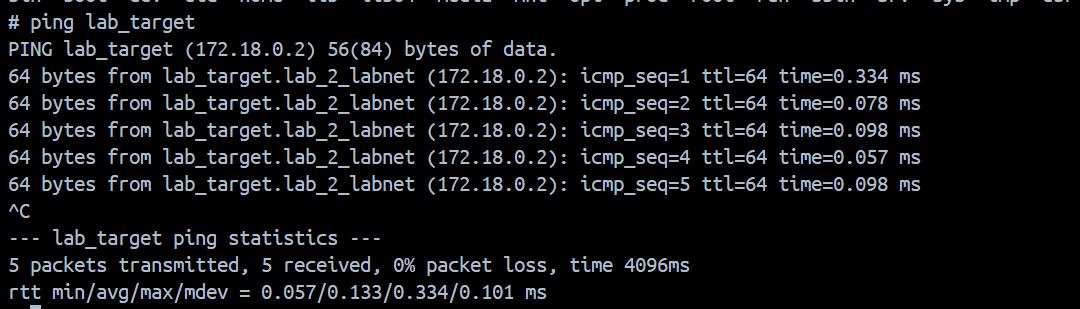 # ping lab_target
PING lab_target (172.18.0.2) 56(84) bytes of data.
64 bytes from lab_target.lab_2_labnet (172.18.0.2): icmp_seq=1 ttl=64 time=0.334 ms
64 bytes from lab_target.lab_2_labnet (172.18.0.2): icmp_seq=2 ttl=64 time=0.078 ms
64 bytes from lab_target.lab_2_labnet (172.18.0.2): icmp_seq=3 ttl=64 time=0.098 ms
64 bytes from lab_target.lab_2_labnet (172.18.0.2): icmp_seq=4 ttl=64 time=0.057 ms
64 bytes from lab_target.lab_2_labnet (172.18.0.2): icmp_seq=5 ttl=64 time=0.098 ms
^C
--- lab_target ping statistics ---
5 packets transmitted, 5 received, 0% packet loss, time 4096ms
rtt min/avg/max/mdev = 0.057/0.133/0.334/0.101 ms